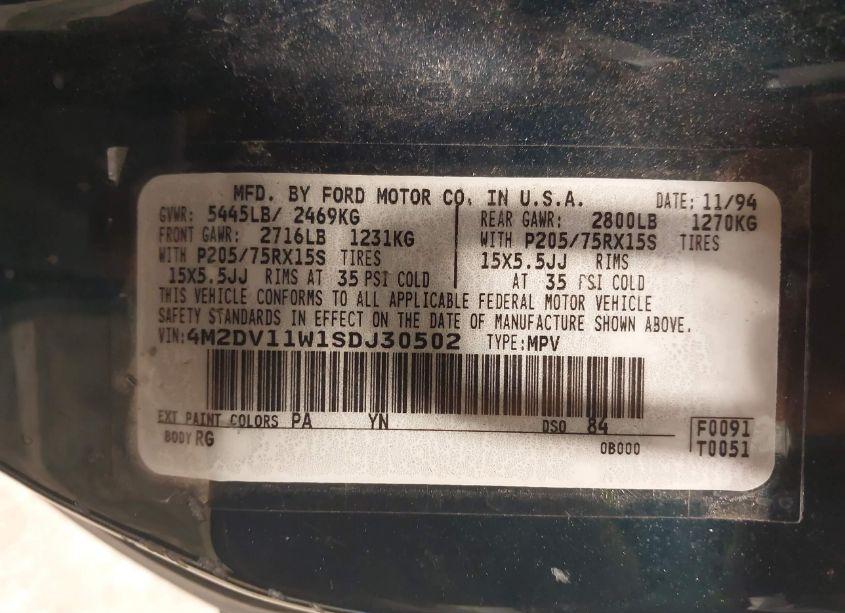 MFD. BY FORD MOTOR CO. IN U.S.A. DATE: 11/94
GVWR: 5445LB/ 2469KG
FRONT GAWR: 2716LB 1231KG
WITH P205/75RX15S TIRES
15X5.5JJ RIMS AT 35 PSI COLD
REAR GAWR: 2800LB 1270KG
WITH P205/75RX15S TIRES
15X5.5JJ RIMS
AT 35 PSI COLD
THIS VEHICLE CONFORMS TO ALL APPLICABLE FEDERAL MOTOR VEHICLE
SAFETY STANDARDS IN EFFECT ON THE DATE OF MANUFACTURE SHOWN ABOVE.
VIN:4M2DV11W1SDJ30502 TYPE:MPV
EXT PAINT COLORS PA YN DSO 84
BODY RG 0B000
F0091
T0051